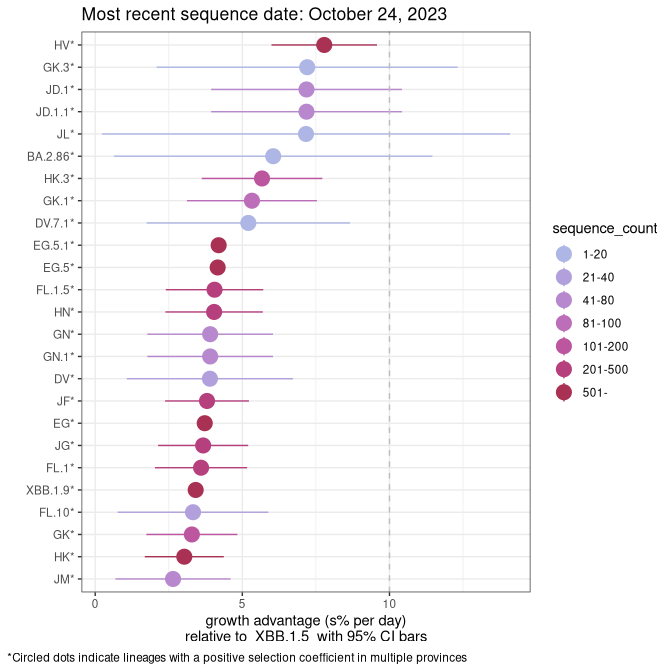 Most recent sequence date: October 24, 2023
HV*
GK.3*
JD.1*
JD.1.1*
JL*
BA.2.86*
HK.3*
GK.1*
DV.7.1*
EG.5.1*
EG.5*
FL.1.5*
HN*
GN*
GN.1*
DV*
JF*
EG*
JG*
FL.1*
XBB.1.9*
FL.10*
GK*
HK*
JM*
0 5 10
growth advantage (s% per day)
relative to XBB.1.5 with 95% CI bars
sequence_count
1-20
21-40
41-80
81-100
101-200
201-500
501-
*Circled dots indicate lineages with a positive selection coefficient in multiple provinces